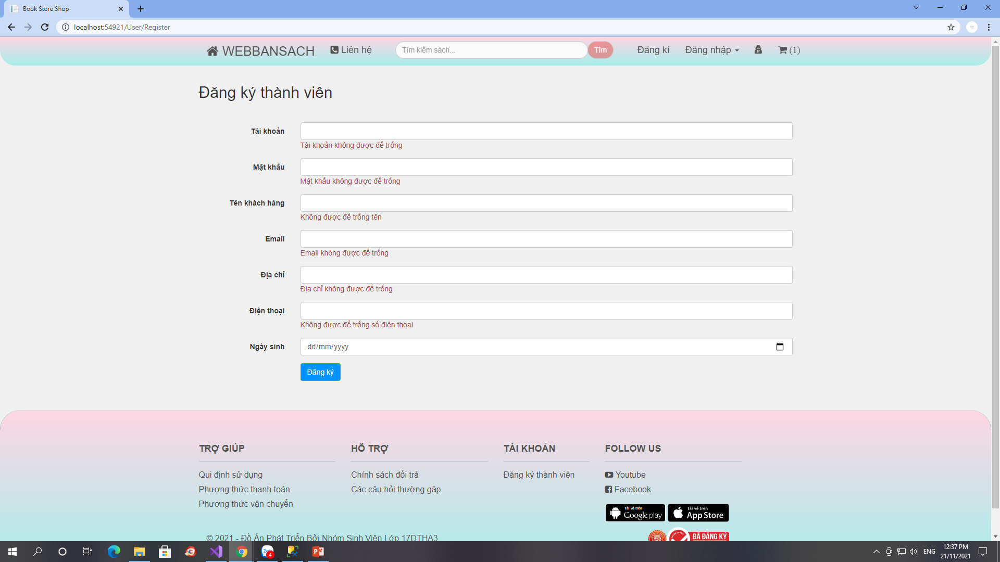 Book Store Shop
localhost:54921/User/Register
WEBBANSACH
Liên hệ
Tìm kiếm sách...
Tìm
Đăng kí
Đăng nhập
(1)
Đăng ký thành viên
Tài khoản
Tài khoản không được để trống
Mật khẩu
Mật khẩu không được để trống
Tên khách hàng
Không được để trống tên
Email
Email không được để trống
Địa chỉ
Địa chỉ không được để trống
Điện thoại
Không được để trống số điện thoại
Ngày sinh
dd/mm/yyyy
Đăng ký
TRỢ GIÚP
Qui định sử dụng
Phương thức thanh toán
Phương thức vận chuyển
HỖ TRỢ
Chính sách đổi trả
Các câu hỏi thường gặp
TÀI KHOẢN
Đăng ký thành viên
FOLLOW US
Youtube
Facebook
Tải về trên
Google play
Tải về trên
App Store
© 2021 - Đồ Án Phát Triển Bởi Nhóm Sinh Viên Lớp 17DTHA3
ĐÃ ĐĂNG KÝ
4
ENG
12:37 PM
21/11/2021